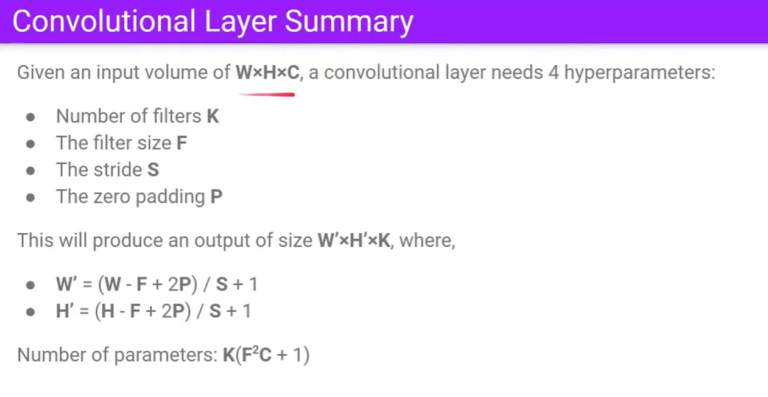 Convolutional Layer Summary
Given an input volume of W×H×C, a convolutional layer needs 4 hyperparameters:
● Number of filters K
● The filter size F
● The stride S
● The zero padding P
This will produce an output of size W'×H'×K, where,
● W' = (W - F + 2P) / S + 1
● H' = (H - F + 2P) / S + 1
Number of parameters: K(F²C + 1)